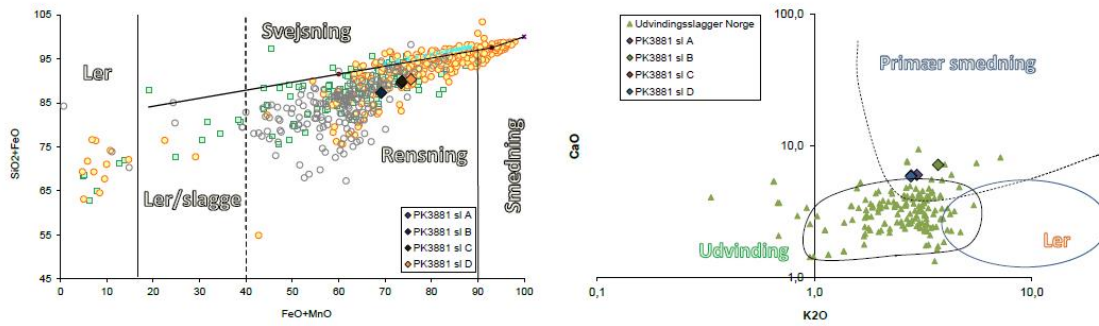 105
95
85
75
65
55
45
SiO2+FeO
Ler
Svejsning
Ler/slagge
Rensning
Smedning
PK3881 sl A
PK3881 sl B
PK3881 sl C
PK3881 sl D
0 10 20 30 40 50 60 70 80 90 100
FeO+MnO
100,0
10,0
1,0
CaO
Udvindingsslagger Norge
PK3881 sl A
PK3881 sl B
PK3881 sl C
PK3881 sl D
Primær smedning
Udvinding
Ler
0,1 1,0 10,0
K2O